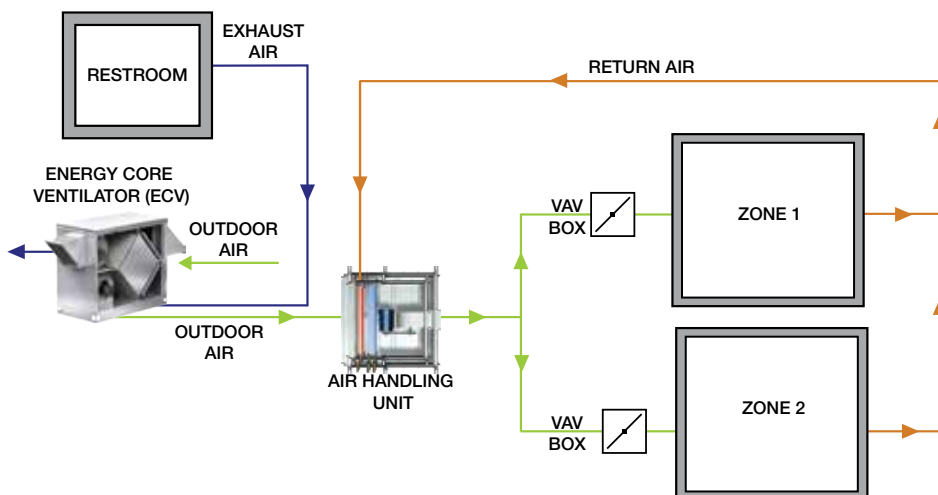 EXHAUST
AIR
RESTROOM
RETURN AIR
ENERGY CORE
VENTILATOR (ECV)
OUTDOOR
AIR
VAV
BOX
ZONE 1
OUTDOOR
AIR
AIR HANDLING
UNIT
VAV
BOX
ZONE 2